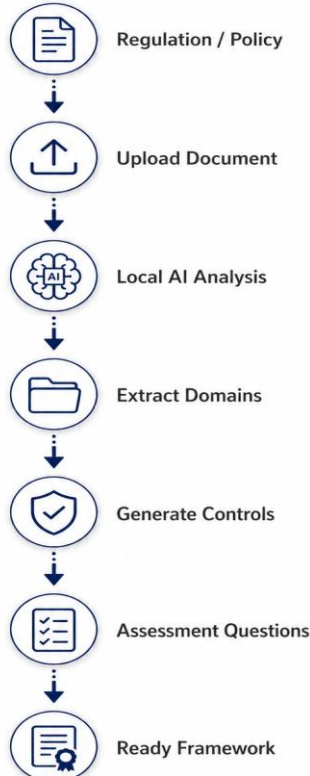 Regulation / Policy
Upload Document
AI
Local AI Analysis
Extract Domains
Generate Controls
Assessment Questions
Ready Framework